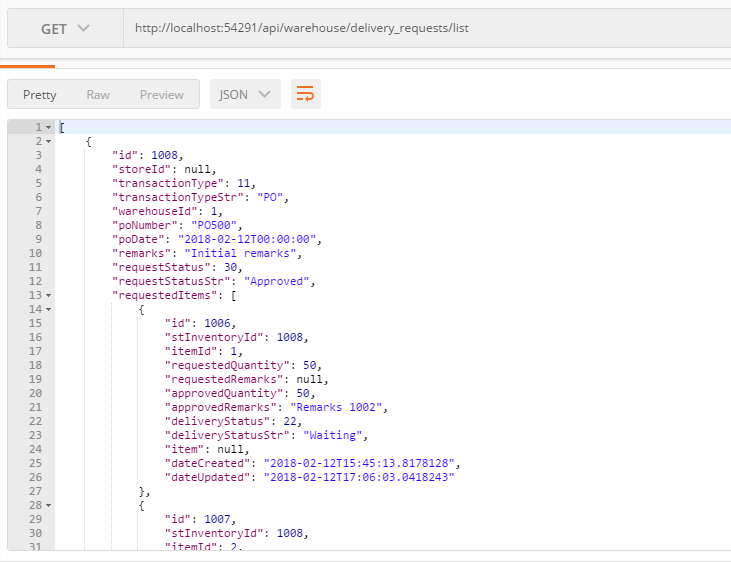 GET http://localhost:54291/api/warehouse/delivery_requests/list
Pretty Raw Preview JSON
1 [
2 {
3 "id": 1008,
4 "storeId": null,
5 "transactionType": 11,
6 "transactionTypeStr": "PO",
7 "warehouseId": 1,
8 "poNumber": "PO500",
9 "poDate": "2018-02-12T00:00:00",
10 "remarks": "Initial remarks",
11 "requestStatus": 30,
12 "requestStatusStr": "Approved",
13 "requestedItems": [
14 {
15 "id": 1006,
16 "stInventoryId": 1008,
17 "itemId": 1,
18 "requestedQuantity": 50,
19 "requestedRemarks": null,
20 "approvedQuantity": 50,
21 "approvedRemarks": "Remarks 1002",
22 "deliveryStatus": 22,
23 "deliveryStatusStr": "Waiting",
24 "item": null,
25 "dateCreated": "2018-02-12T15:45:13.8178128",
26 "dateUpdated": "2018-02-12T17:06:03.0418243"
27 },
28 {
29 "id": 1007,
30 "stInventoryId": 1008,
31 "itemId": 2,